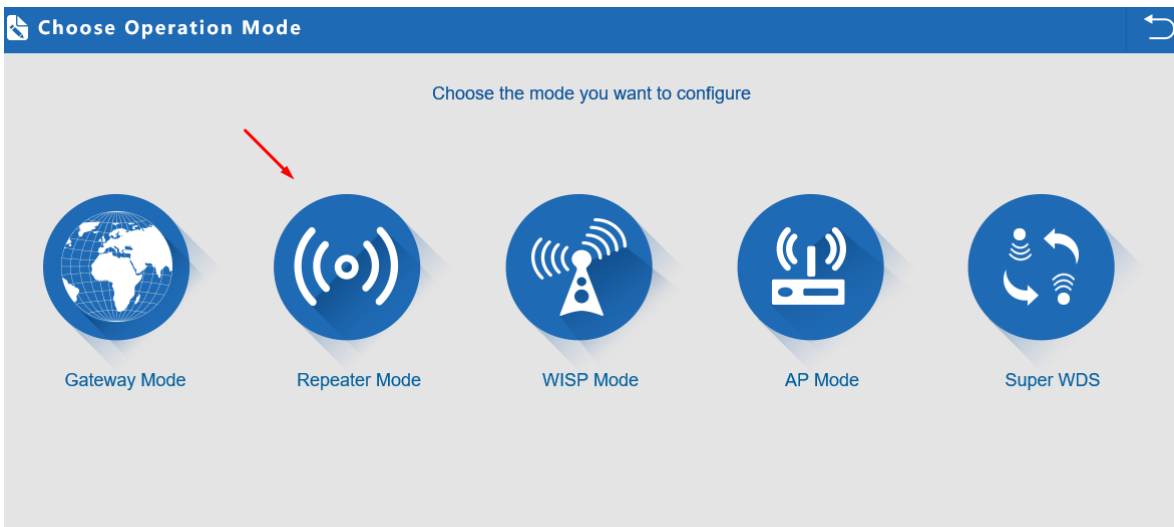 Choose Operation Mode
Choose the mode you want to configure
Gateway Mode
Repeater Mode
WISP Mode
AP Mode
Super WDS